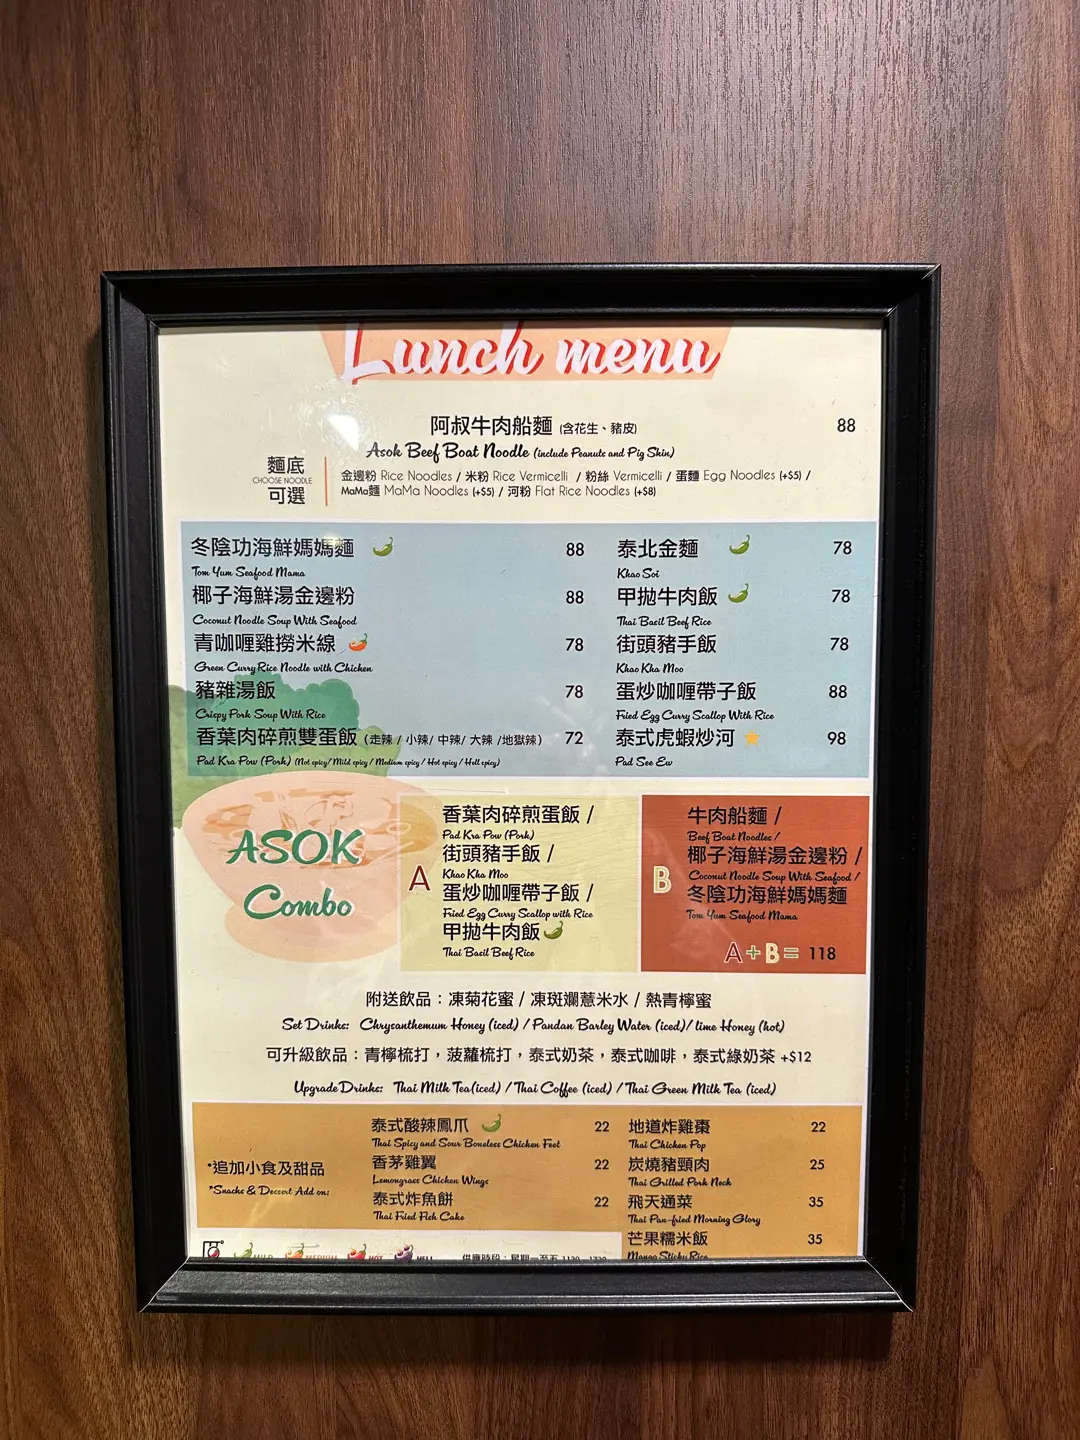 Lunch menu
阿叔牛肉船麵 (含花生、豬皮) 88
Asok Beef Boat Noodle (include Peanuts and Pig Skin)
麵底
CHOOSE NOODLE
可選
金邊粉 Rice Noodles / 米粉 Rice Vermicelli / 粉絲 Vermicelli / 蛋麵 Egg Noodles (+$5) /
MaMa麵 MaMa Noodles (+$5) / 河粉 Flat Rice Noodles (+$8)
冬陰功海鮮媽媽麵 88
Tom Yum Seafood Mama
椰子海鮮湯金邊粉 88
Coconut Noodle Soup With Seafood
青咖喱雞撈米線 78
Green Curry Rice Noodle with Chicken
豬雜湯飯 78
Crispy Pork Soup With Rice
香葉肉碎煎雙蛋飯 (走辣 / 小辣/ 中辣/ 大辣 /地獄辣) 72
Pad Kra Pow (Pork) (Not spicy/ Mild spicy / Medium spicy / Hot spicy / Hell spicy)
泰北金麵 78
Khao Soi
甲拋牛肉飯 78
Thai Basil Beef Rice
街頭豬手飯 78
Khao Kha Moo
蛋炒咖喱帶子飯 88
Fried Egg Curry Scallop With Rice
泰式虎蝦炒河 98
Pad See Ew
ASOK
Combo
A
香葉肉碎煎蛋飯 /
Pad Kra Pow (Pork)
街頭豬手飯 /
Khao Kha Moo
蛋炒咖喱帶子飯 /
Fried Egg Curry Scallop with Rice
甲拋牛肉飯
Thai Basil Beef Rice
B
牛肉船麵 /
Beef Boat Noodles /
椰子海鮮湯金邊粉 /
Coconut Noodle Soup With Seafood /
冬陰功海鮮媽媽麵
Tom Yum Seafood Mama
A+B= 118
附送飲品：凍菊花蜜 / 凍斑斕薏米水 / 熱青檸蜜
Set Drinks: Chrysanthemum Honey (iced) / Pandan Barley Water (iced)/ lime Honey (hot)
可升級飲品：青檸梳打，菠蘿梳打，泰式奶茶，泰式咖啡，泰式綠奶茶 +$12
Upgrade Drinks: Thai Milk Tea(iced) / Thai Coffee (iced) / Thai Green Milk Tea (iced)
*追加小食及甜品
*Snacks & Dessert Add on:
泰式酸辣鳳爪 22
Thai Spicy and Sour Boneless Chicken Feet
香茅雞翼 22
Lemongrass Chicken Wings
泰式炸魚餅 22
Thai Fried Fish Cake
地道炸雞棗 22
Thai Chicken Pop
炭燒豬頸肉 25
Thai Grilled Pork Neck
飛天通菜 35
Thai Pan-fried Morning Glory
芒果糯米飯 35
Mango Sticky Rice
MILD MEDIUM HOT HELL 供應時段：星期一至五 1130 - 1730